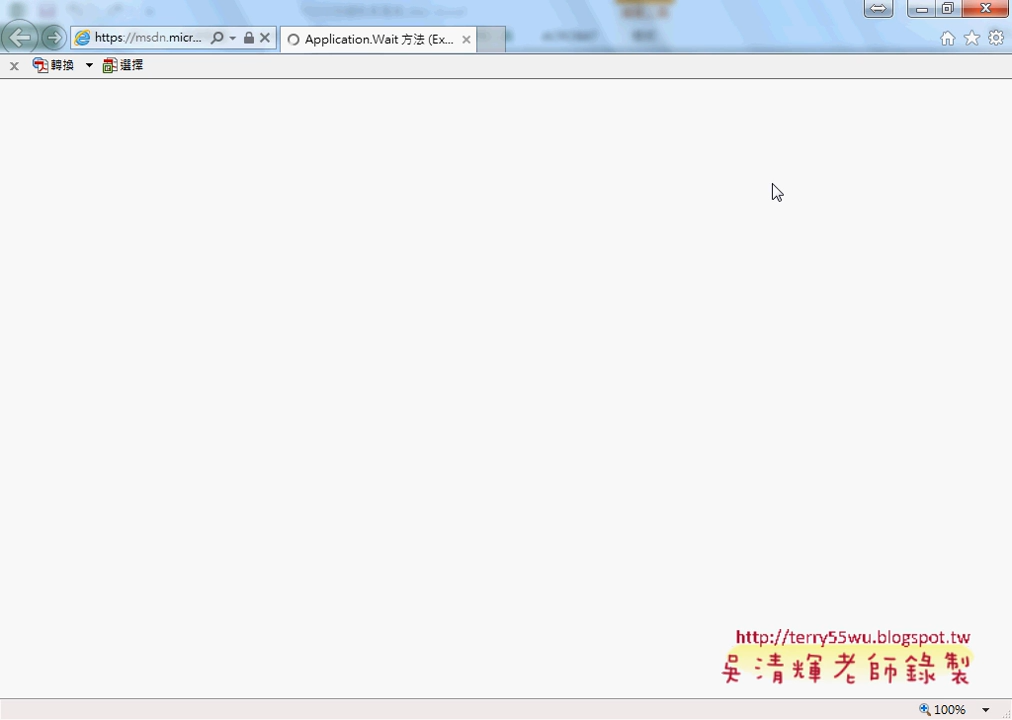 https://msdn.micr...
Application.Wait 方法 (Ex...
轉換
選擇
http://terry55wu.blogspot.tw
吳清輝老師錄製
100%